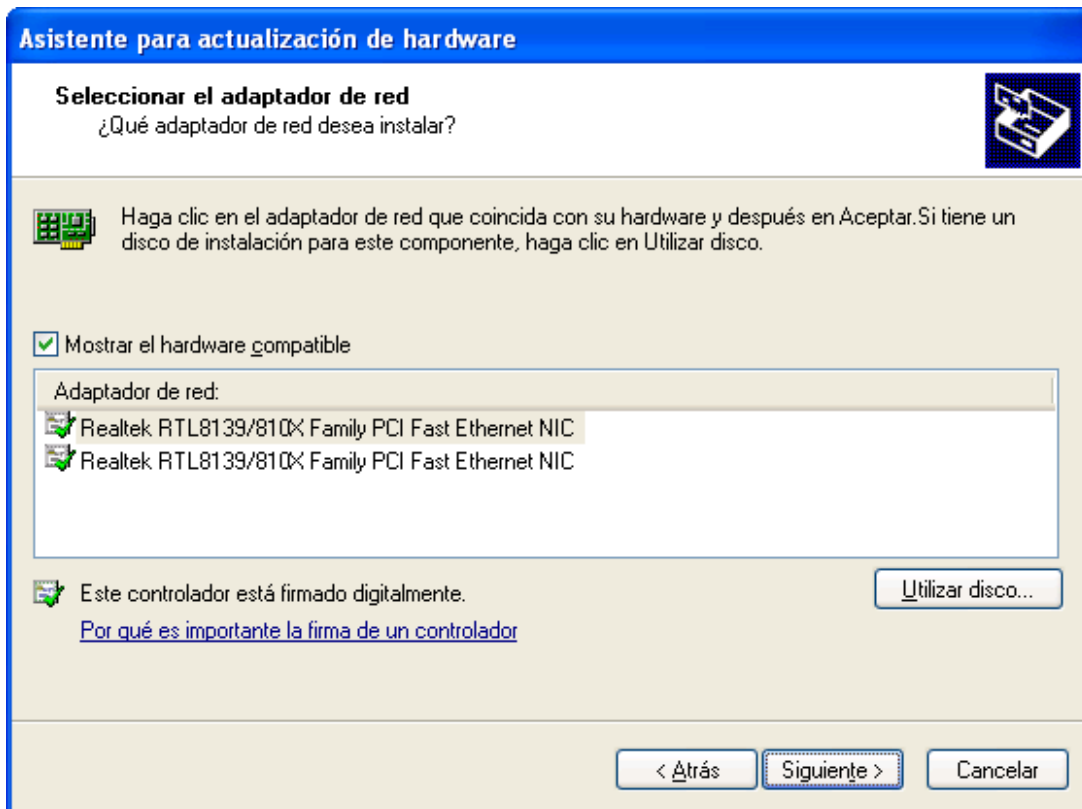 Asistente para actualización de hardware
Seleccionar el adaptador de red
¿Qué adaptador de red desea instalar?
Haga clic en el adaptador de red que coincida con su hardware y después en Aceptar.Si tiene un
disco de instalación para este componente, haga clic en Utilizar disco.
Mostrar el hardware compatible
Adaptador de red:
Realtek RTL8139/810X Family PCI Fast Ethernet NIC
Realtek RTL8139/810X Family PCI Fast Ethernet NIC
Este controlador está firmado digitalmente.
Utilizar disco...
Por qué es importante la firma de un controlador
< Atrás
Siguiente >
Cancelar